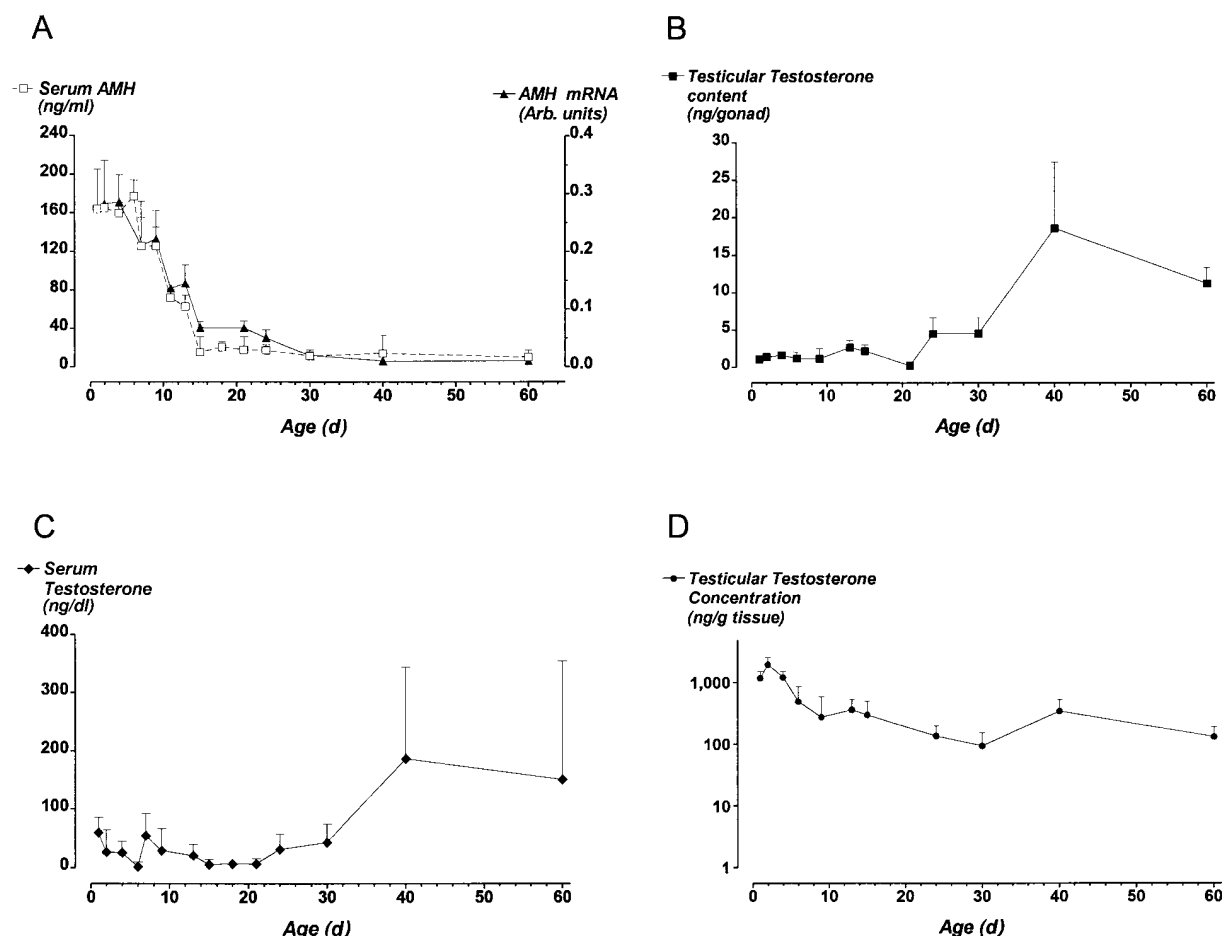 A
Serum AMH
(ng/ml)
AMH mRNA
(Arb. units)
240
200
160
120
80
40
0
0.4
0.3
0.2
0.1
0.0
0 10 20 30 40 50 60
Age (d)
B
Testicular Testosterone
content
(ng/gonad)
30
25
20
15
10
5
0
0 10 20 30 40 50 60
Age (d)
C
Serum
Testosterone
(ng/dl)
400
300
200
100
0
0 10 20 30 40 50 60
Age (d)
D
Testicular Testosterone
Concentration
(ng/g tissue)
1,000
100
10
1
0 10 20 30 40 50 60
Age (d)